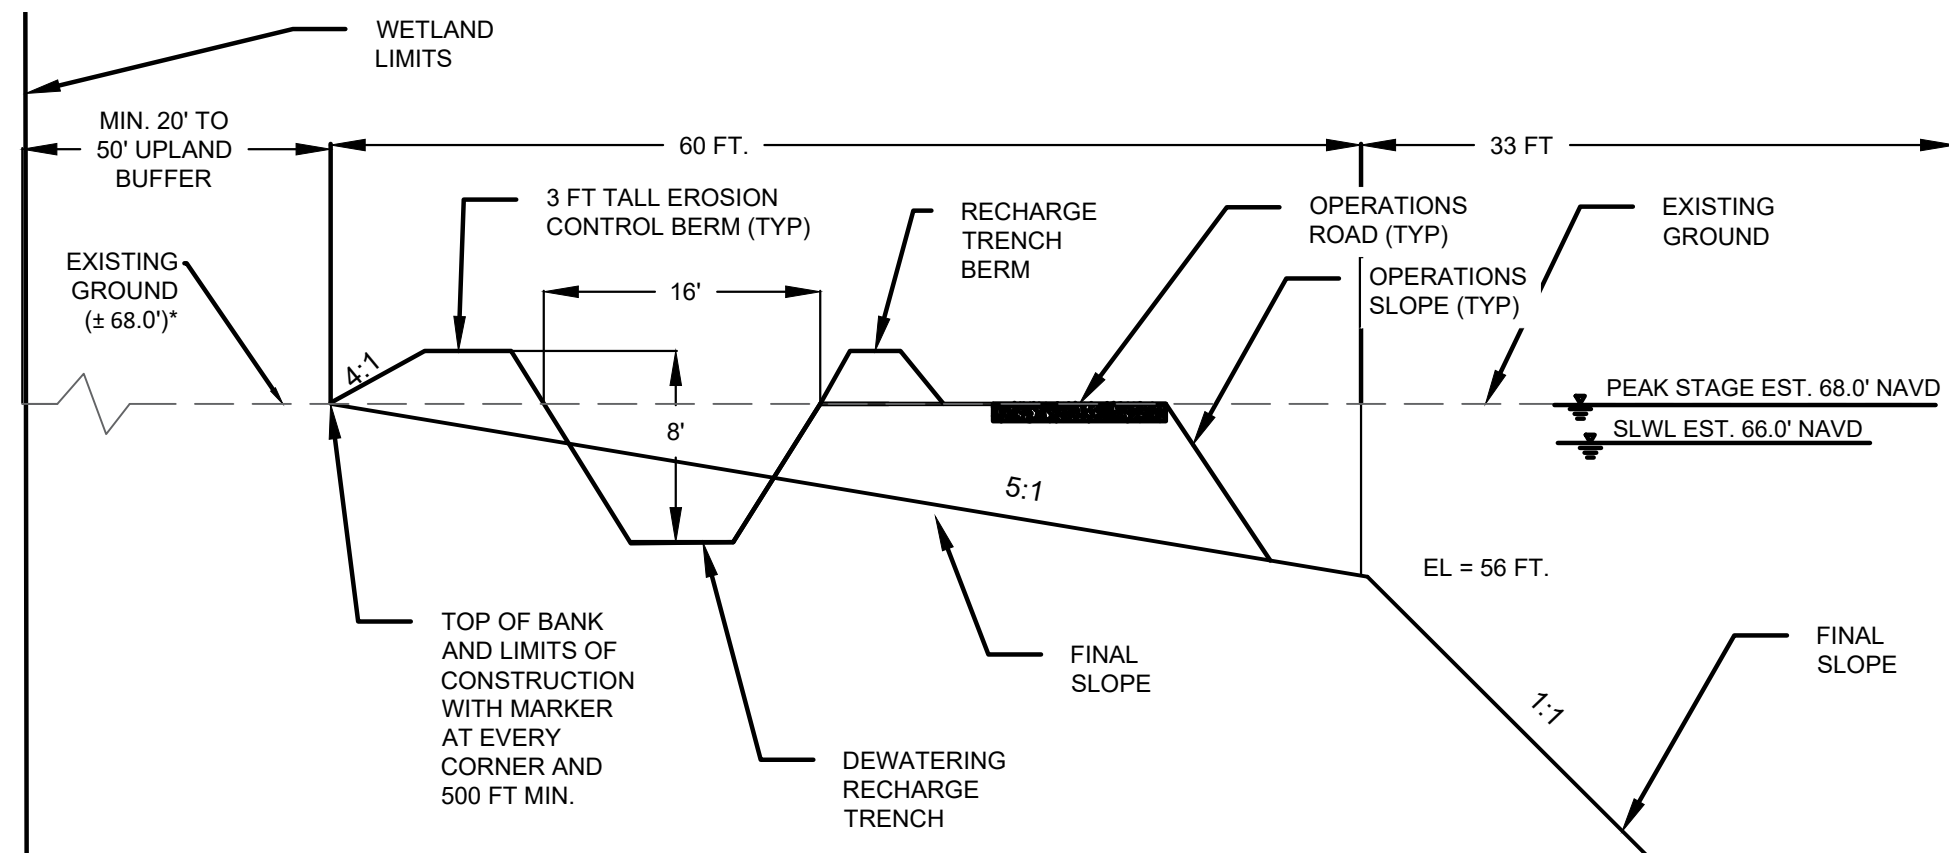 WETLAND
LIMITS
MIN. 20' TO
50' UPLAND
BUFFER
60 FT.
33 FT
3 FT TALL EROSION
CONTROL BERM (TYP)
RECHARGE
TRENCH
BERM
OPERATIONS
ROAD (TYP)
EXISTING
GROUND
EXISTING
GROUND
(± 68.0')*
OPERATIONS
SLOPE (TYP)
16'
4:1
8'
PEAK STAGE EST. 68.0' NAVD
SLWL EST. 66.0' NAVD
5:1
EL = 56 FT.
TOP OF BANK
AND LIMITS OF
CONSTRUCTION
WITH MARKER
AT EVERY
CORNER AND
500 FT MIN.
FINAL
SLOPE
FINAL
SLOPE
1:1
DEWATERING
RECHARGE
TRENCH